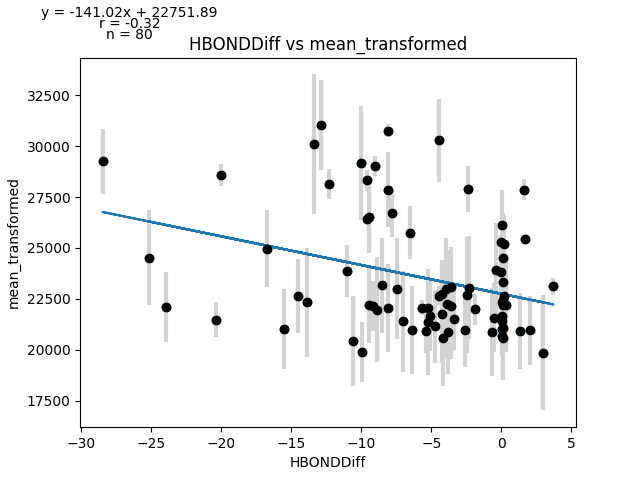 y = -141.02x + 22751.89
r = -0.32
n = 80
HBONDDiff vs mean_transformed
mean_transformed
32500
30000
27500
25000
22500
20000
17500
−30
−25
−20
−15
−10
−5
0
5
HBONDDiff